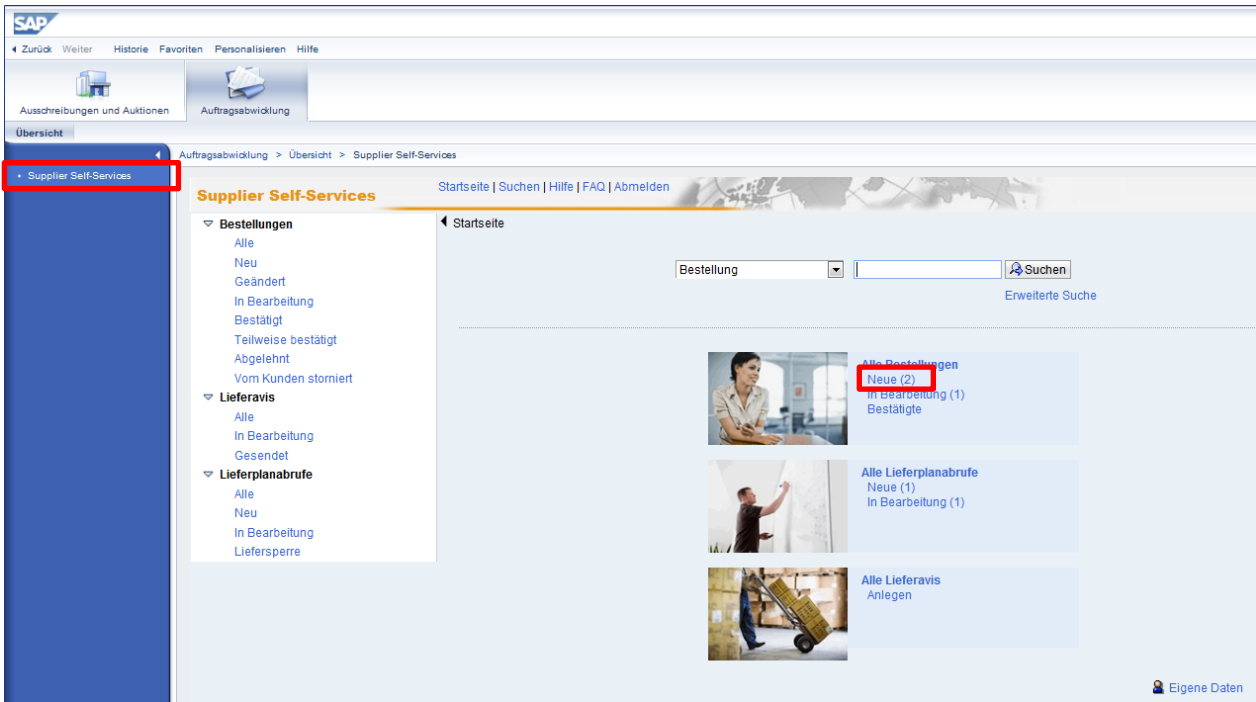 SAP
Zurück Weiter Historie Favoriten Personalisieren Hilfe
Ausschreibungen und Auktionen
Auftragsabwicklung
Übersicht
Auftragsabwicklung > Übersicht > Supplier Self-Services
• Supplier Self-Services
Supplier Self-Services
Startseite | Suchen | Hilfe | FAQ | Abmelden
Bestellungen
Alle
Neu
Geändert
In Bearbeitung
Bestätigt
Teilweise bestätigt
Abgelehnt
Vom Kunden storniert
Lieferavis
Alle
In Bearbeitung
Gesendet
Lieferplanabrufe
Alle
Neu
In Bearbeitung
Liefersperre
Startseite
Bestellung
Suchen
Erweiterte Suche
Alle Bestellungen
Neue (2)
In Bearbeitung (1)
Bestätigte
Alle Lieferplanabrufe
Neue (1)
In Bearbeitung (1)
Alle Lieferavis
Anlegen
Eigene Daten